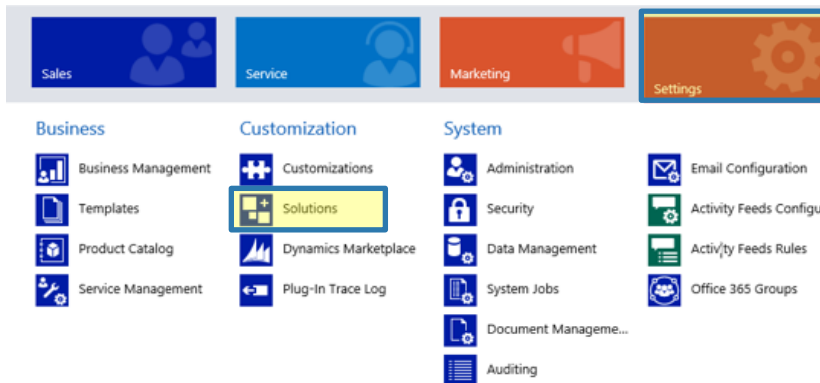 Sales
Service
Marketing
Settings
Business
Customization
System
Business Management
Customizations
Administration
Email Configuration
Templates
Solutions
Security
Activity Feeds Configu
Product Catalog
Dynamics Marketplace
Data Management
Activity Feeds Rules
Service Management
Plug-In Trace Log
System Jobs
Office 365 Groups
Document Manageme...
Auditing